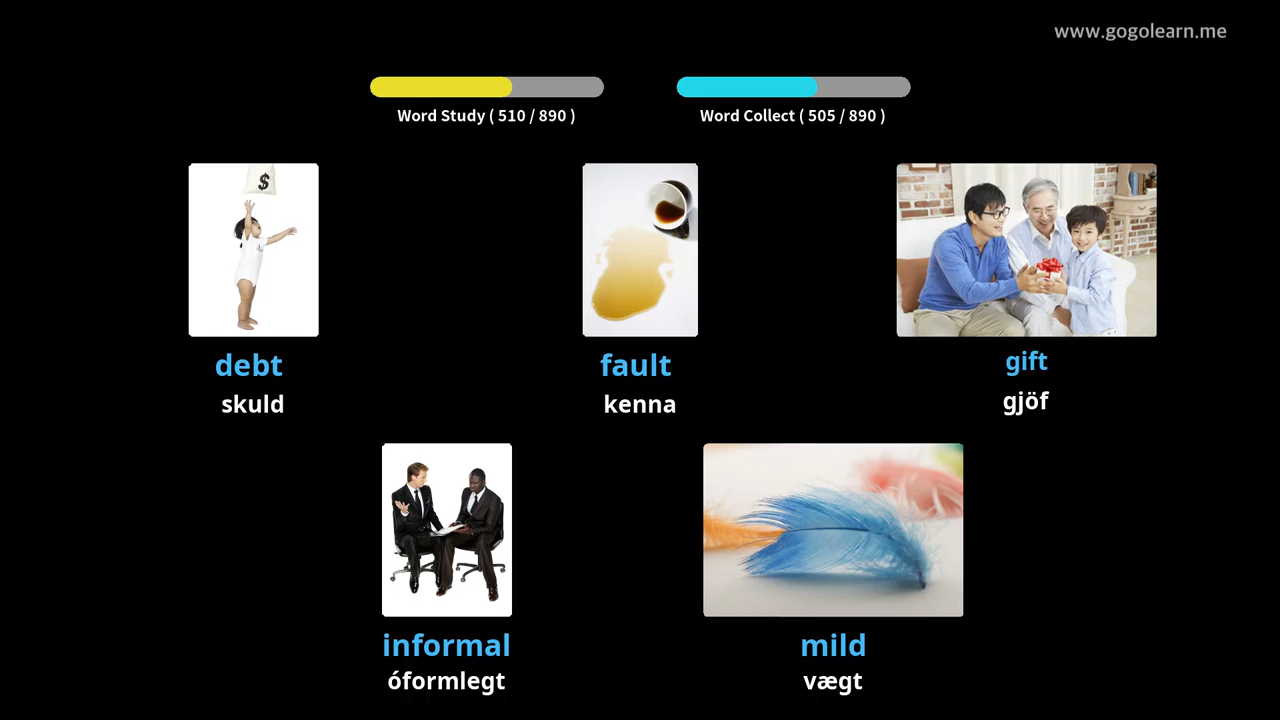 www.gogolearn.me
Word Study ( 510 / 890 )
Word Collect ( 505 / 890 )
$
debt
skuld
fault
kenna
gift
gjöf
informal
óformlegt
mild
vægt